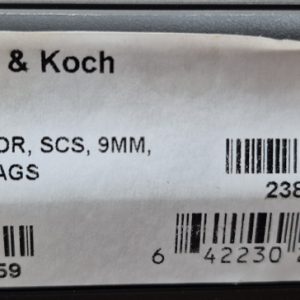 & Koch
OR, SCS, 9MM,
AGS
238
59
6 42230